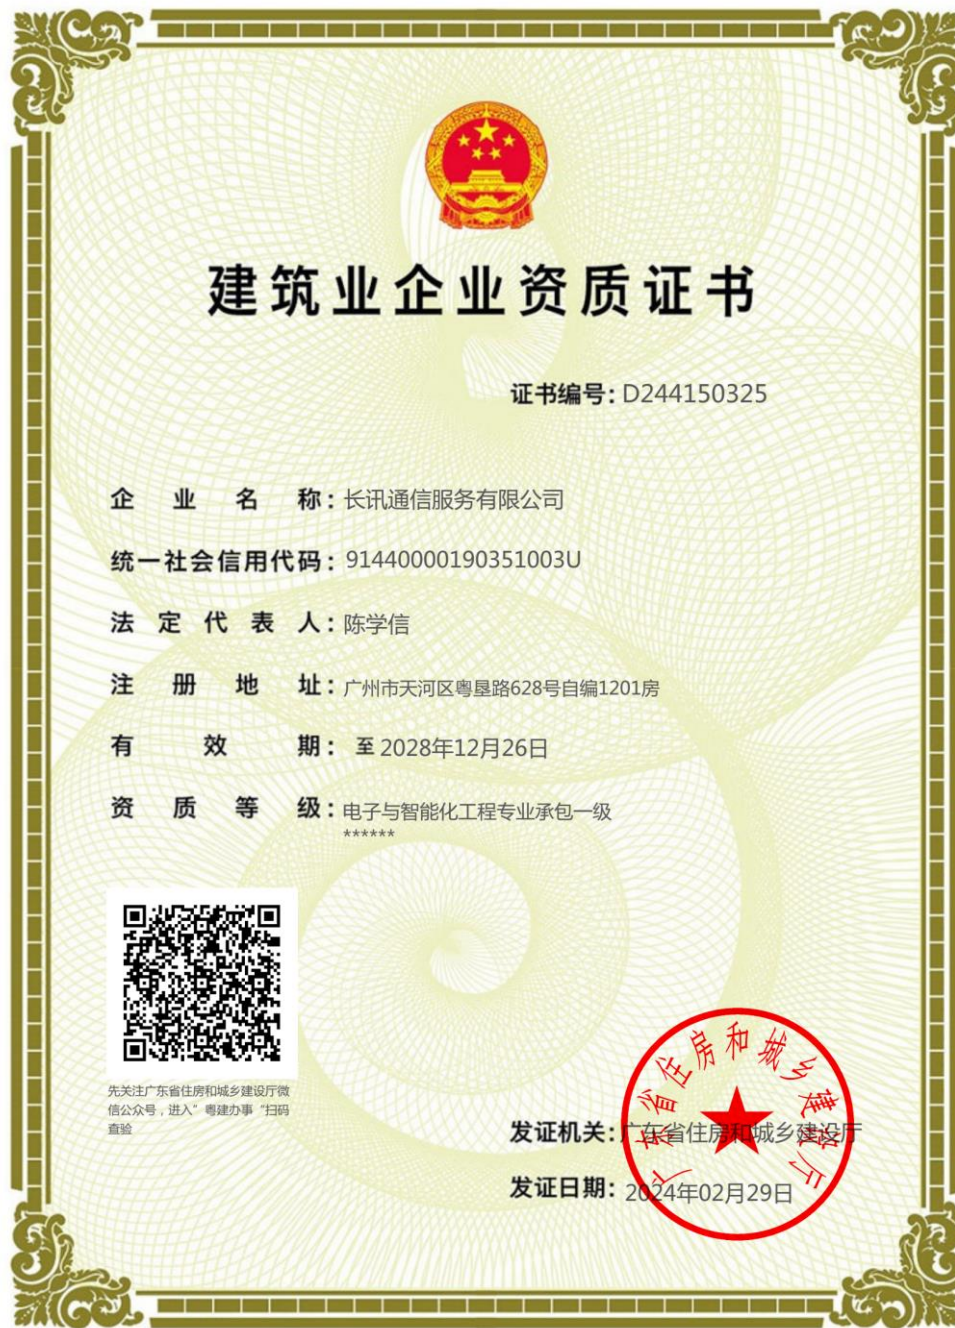 建筑业企业资质证书
证书编号：D244150325
企业名称：长讯通信服务有限公司
统一社会信用代码：91440000190351003U
法定代表人：陈学信
注册地址：广州市天河区粤垦路628号自编1201房
有效期：至2028年12月26日
资质等级：电子与智能化工程专业承包一级
******
先关注广东省住房和城乡建设厅微
信公众号，进入”粤建办事“扫码
查验
广东省住房和城乡建设厅
发证机关：广东省住房和城乡建设厅
发证日期：2024年02月29日